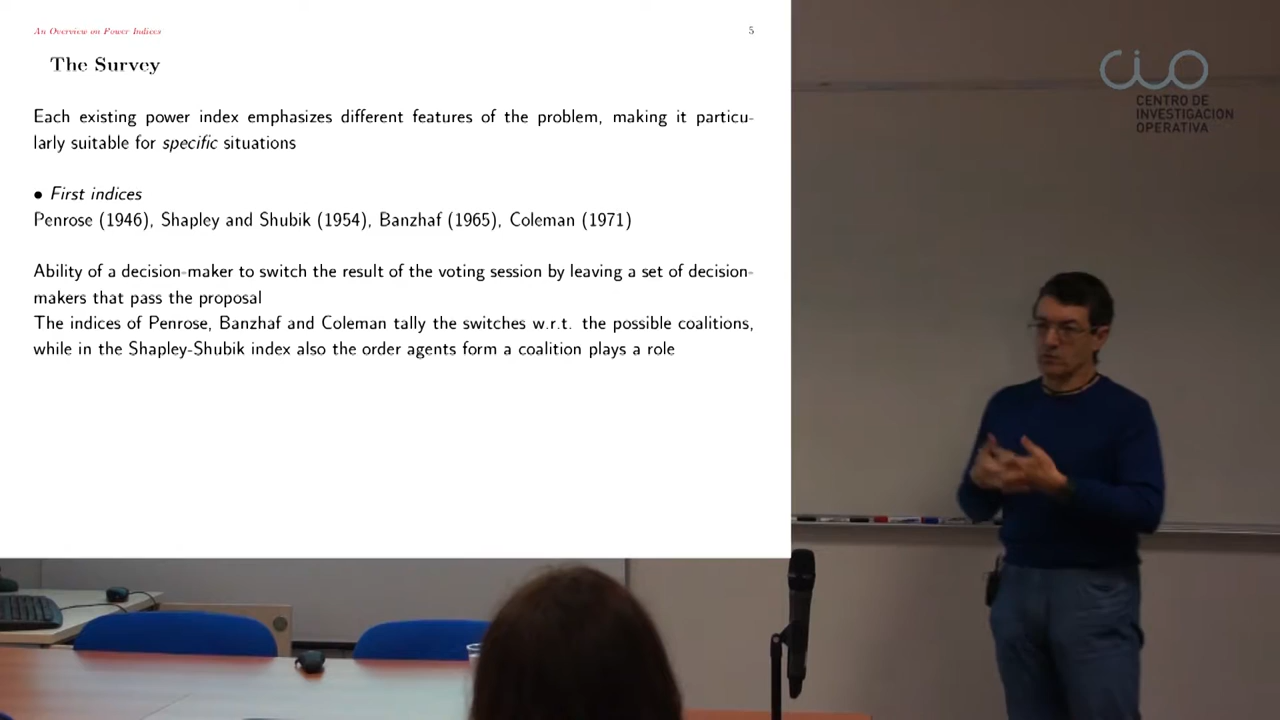 An Overview on Power Indices
5
The Survey
Each existing power index emphasizes different features of the problem, making it particu-
larly suitable for specific situations
• First indices
Penrose (1946), Shapley and Shubik (1954), Banzhaf (1965), Coleman (1971)
Ability of a decision-maker to switch the result of the voting session by leaving a set of decision-
makers that pass the proposal
The indices of Penrose, Banzhaf and Coleman tally the switches w.r.t. the possible coalitions,
while in the Shapley-Shubik index also the order agents form a coalition plays a role
CIO
CENTRO DE
INVESTIGACION
OPERATIVA